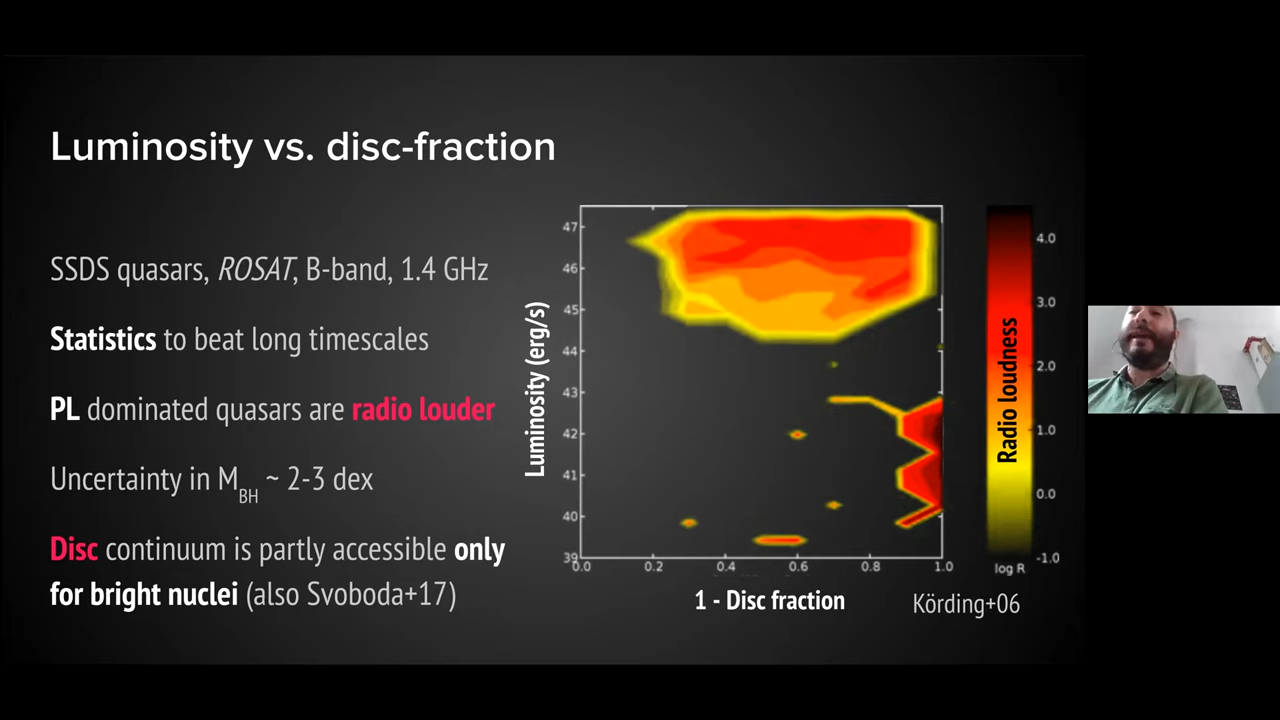 Luminosity vs. disc-fraction
SSDS quasars, ROSAT, B-band, 1.4 GHz
Statistics to beat long timescales
PL dominated quasars are radio louder
Uncertainty in MBH ~ 2-3 dex
Disc continuum is partly accessible only
for bright nuclei (also Svoboda+17)
Luminosity (erg/s)
47
46
45
44
43
42
41
40
39
0.0 0.2 0.4 0.6 0.8 1.0
1 - Disc fraction
Radio loudness
4.0
3.0
2.0
1.0
0.0
-1.0
log R
Körding+06